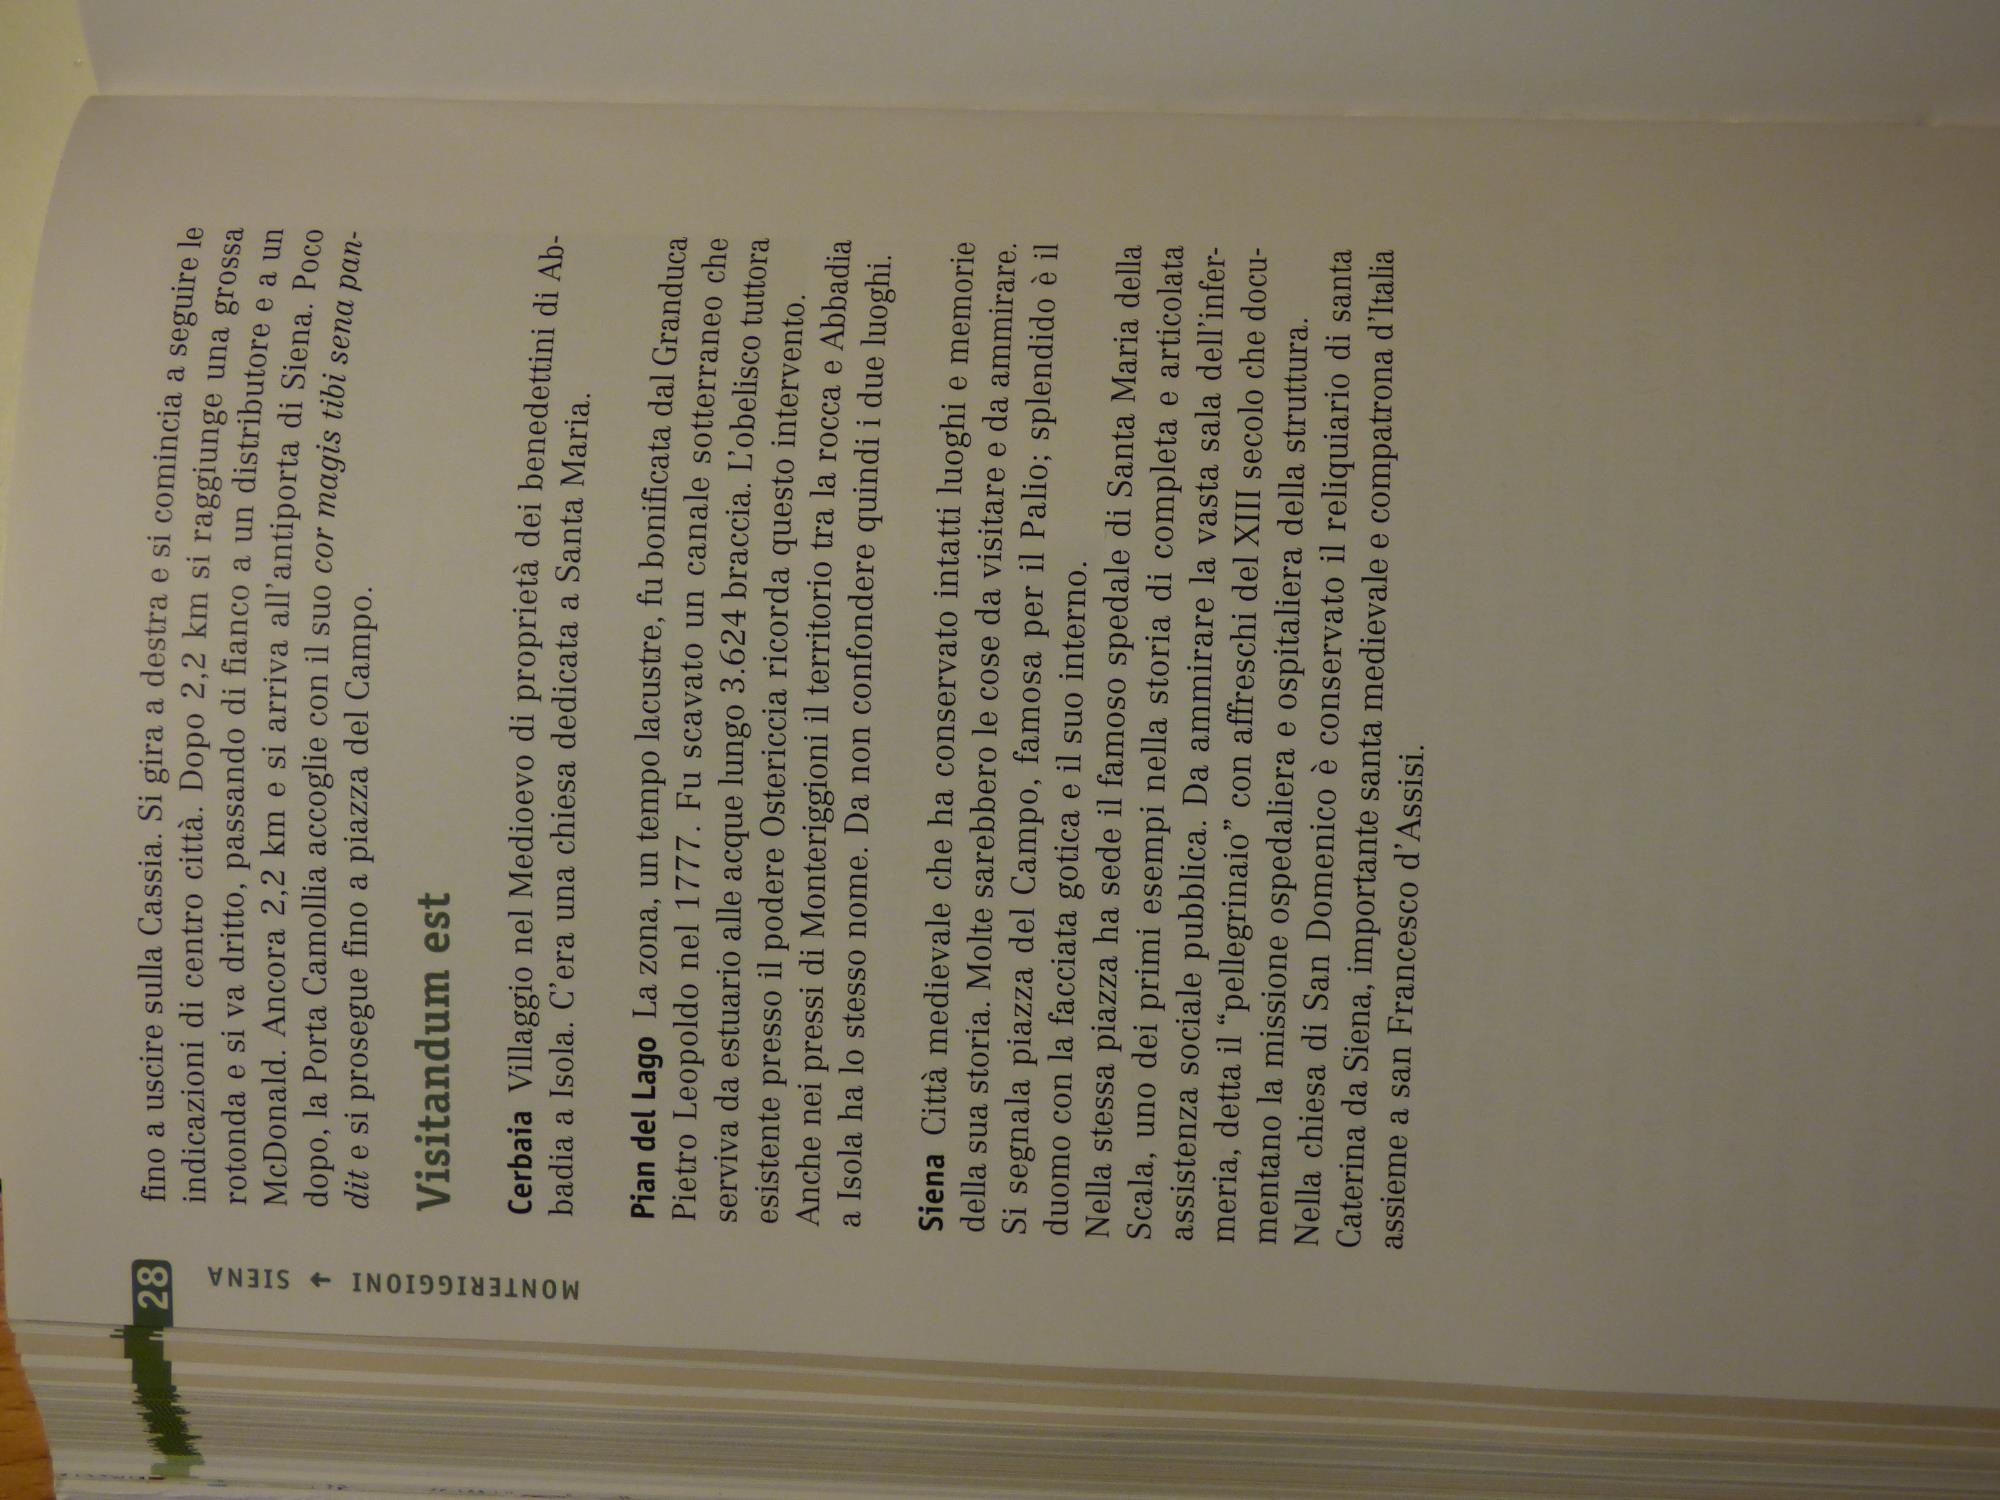 28
MONTERIGGIONI → SIENA
fino a uscire sulla Cassia. Si gira a destra e si comincia a seguire le
indicazioni di centro città. Dopo 2,2 km si raggiunge una grossa
rotonda e si va dritto, passando di fianco a un distributore e a un
McDonald. Ancora 2,2 km e si arriva all'antiporta di Siena. Poco
dopo, la Porta Camollia accoglie con il suo cor magis tibi sena pan-
dit e si prosegue fino a piazza del Campo.
Visitandum est
Cerbaia Villaggio nel Medioevo di proprietà dei benedettini di Ab-
badia a Isola. C'era una chiesa dedicata a Santa Maria.
Pian del Lago La zona, un tempo lacustre, fu bonificata dal Granduca
Pietro Leopoldo nel 1777. Fu scavato un canale sotterraneo che
serviva da estuario alle acque lungo 3.624 braccia. L'obelisco tuttora
esistente presso il podere Ostericcia ricorda questo intervento.
Anche nei pressi di Monteriggioni il territorio tra la rocca e Abbadia
a Isola ha lo stesso nome. Da non confondere quindi i due luoghi.
Siena Città medievale che ha conservato intatti luoghi e memorie
della sua storia. Molte sarebbero le cose da visitare e da ammirare.
Si segnala piazza del Campo, famosa per il Palio; splendido è il
duomo con la facciata gotica e il suo interno.
Nella stessa piazza ha sede il famoso spedale di Santa Maria della
Scala, uno dei primi esempi nella storia di completa e articolata
assistenza sociale pubblica. Da ammirare la vasta sala dell'infer-
meria, detta il “pellegrinaio” con affreschi del XIII secolo che docu-
mentano la missione ospedaliera e ospitaliera della struttura.
Nella chiesa di San Domenico è conservato il reliquiario di santa
Caterina da Siena, importante santa medievale e compatrona d'Italia
assieme a san Francesco d'Assisi.